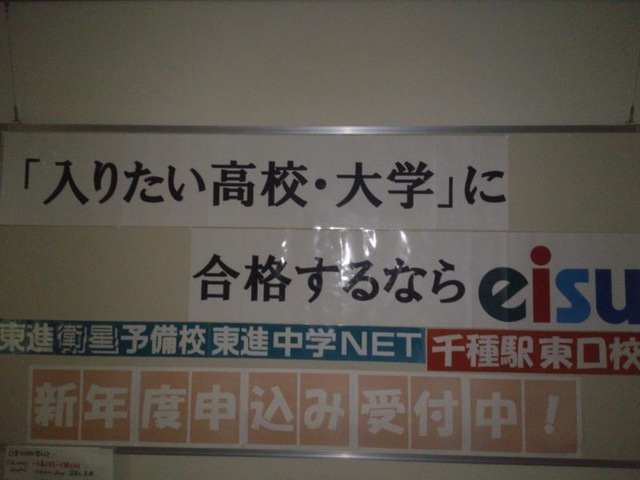 「入りたい高校・大学」に
合格するなら eisu
東進衛星予備校 東進中学NET 千種駅東口校
新年度申込み受付中！